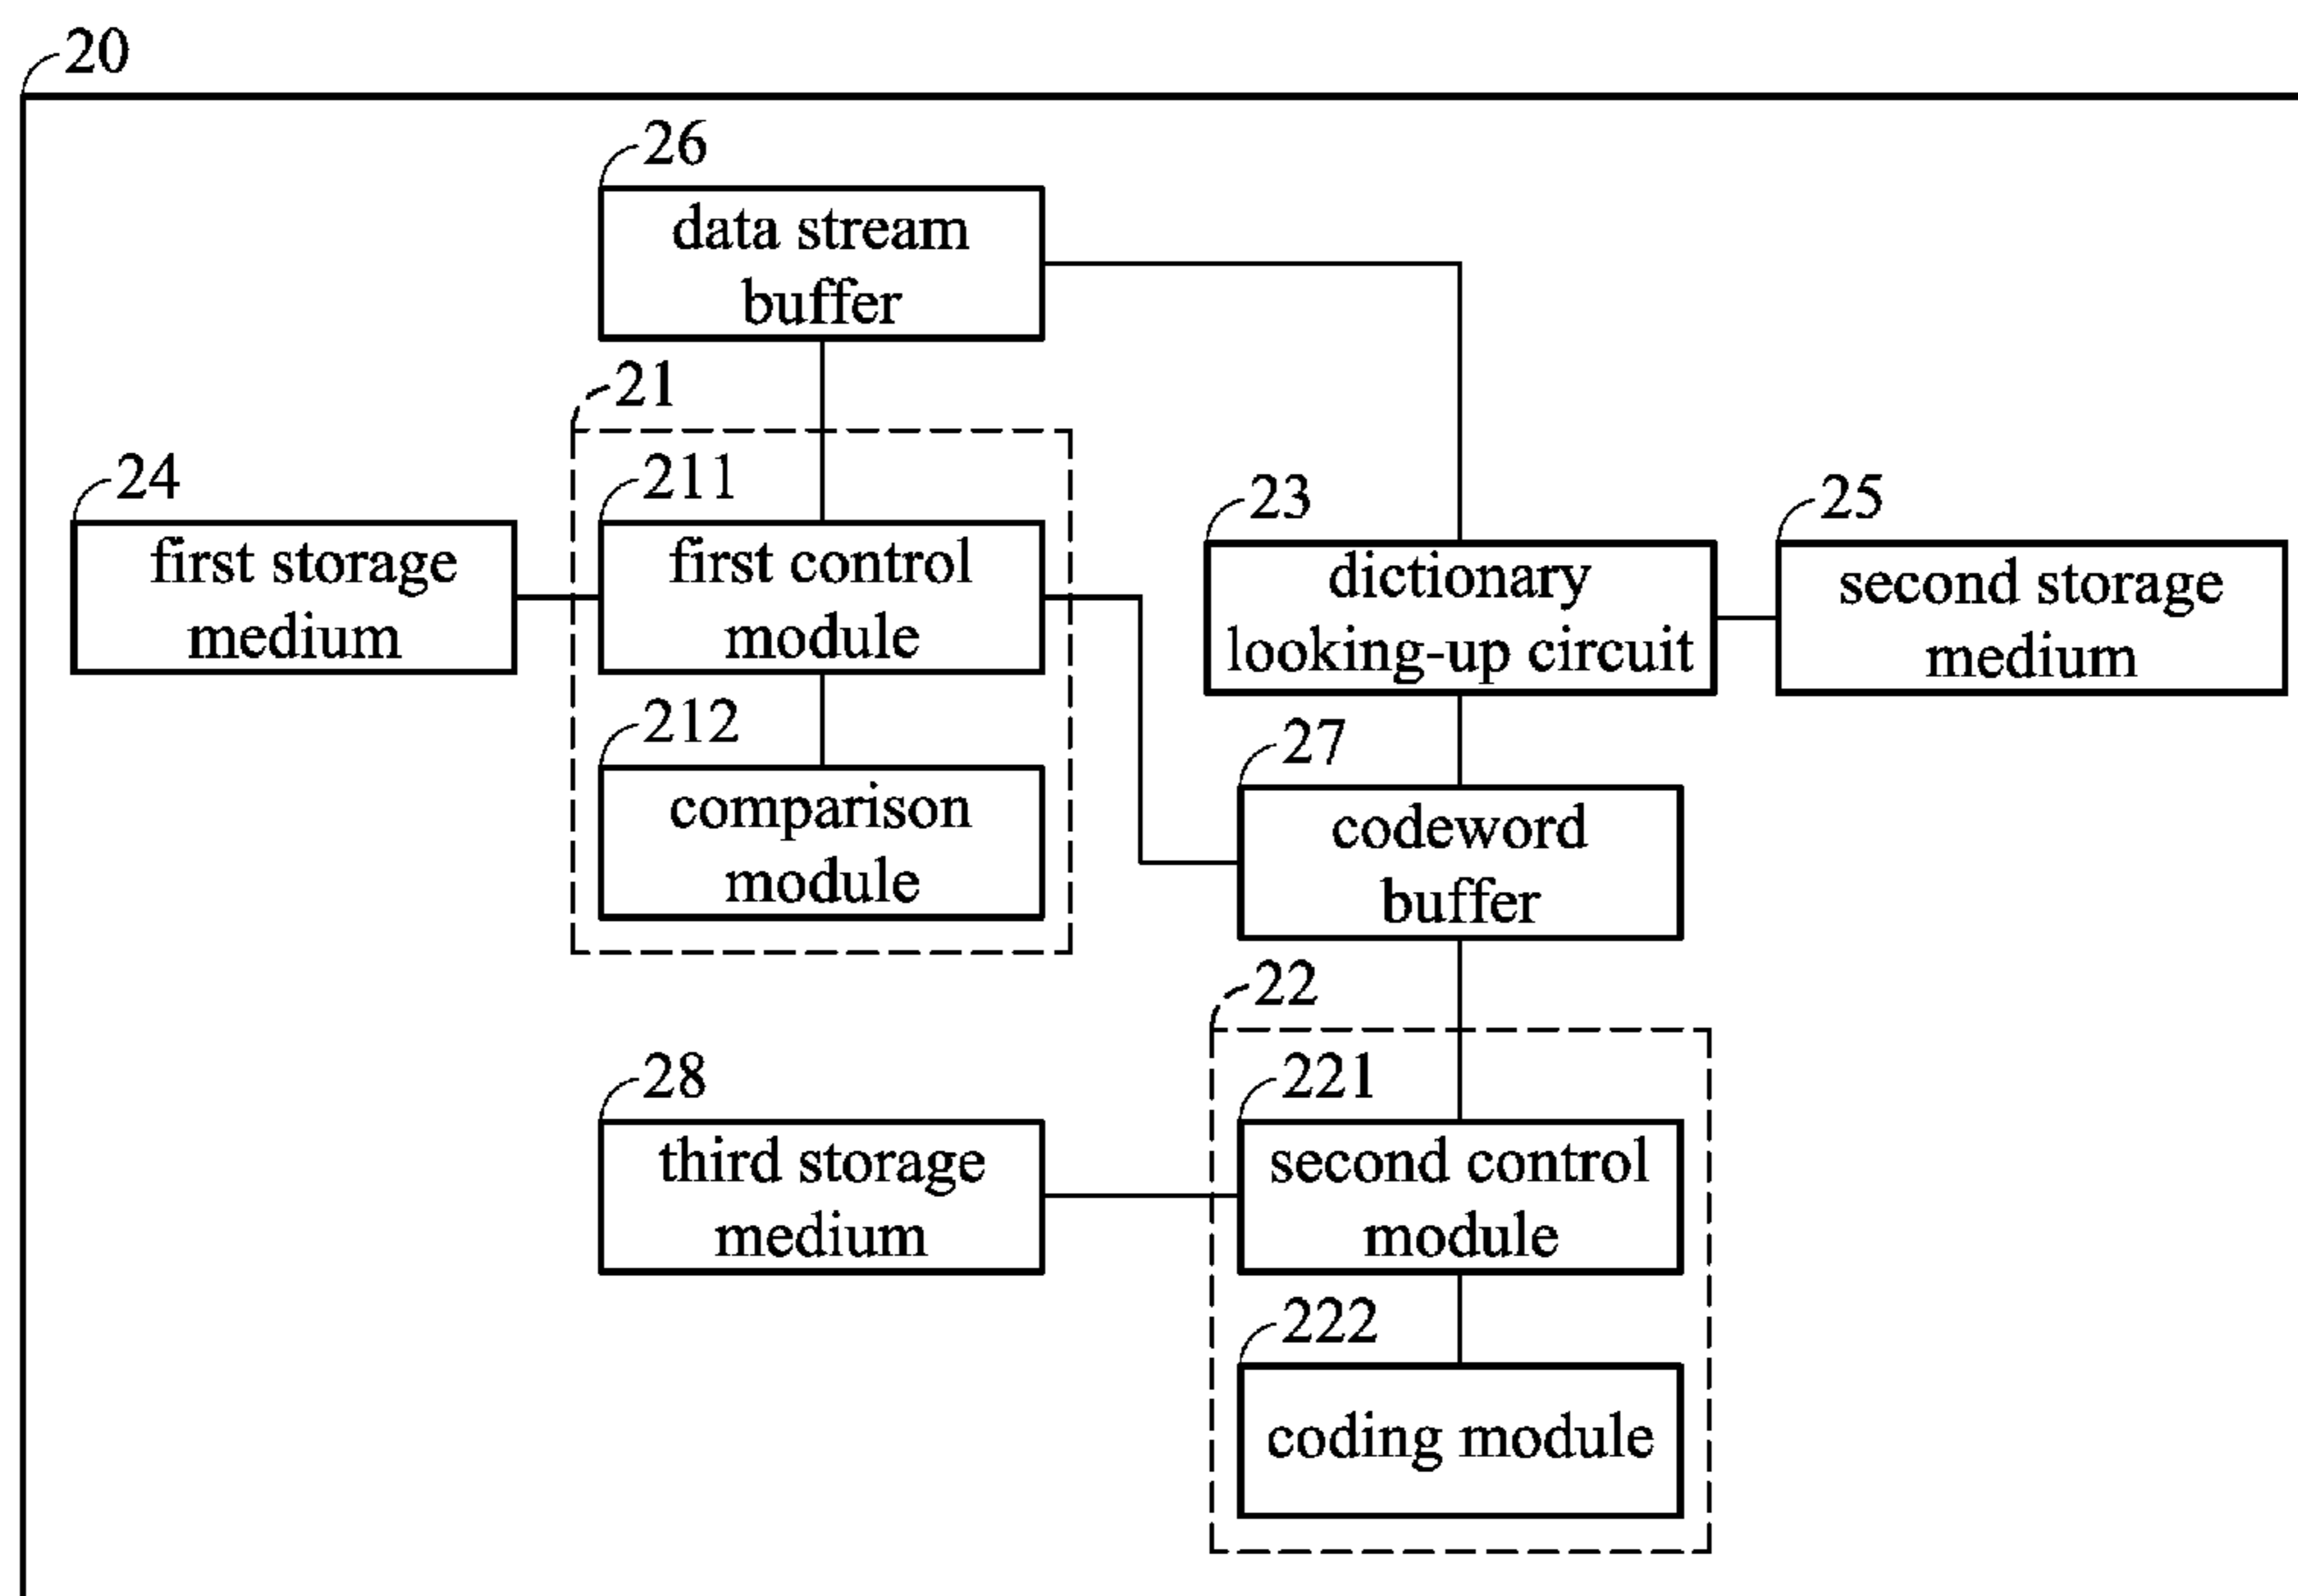 20
26
data stream
buffer
21
24
first storage
medium
211
first control
module
23
dictionary
looking-up circuit
25
second storage
medium
212
comparison
module
27
codeword
buffer
22
28
third storage
medium
221
second control
module
222
coding module